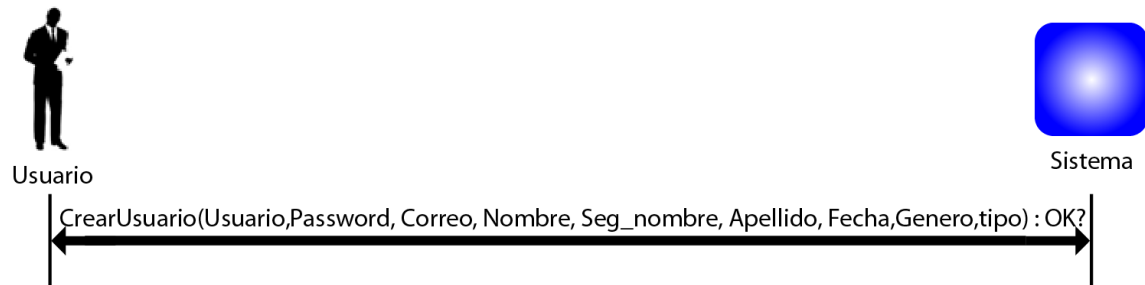 Usuario
Sistema
CrearUsuario(Usuario,Password, Correo, Nombre, Seg_nombre, Apellido, Fecha,Genero,tipo) : OK?